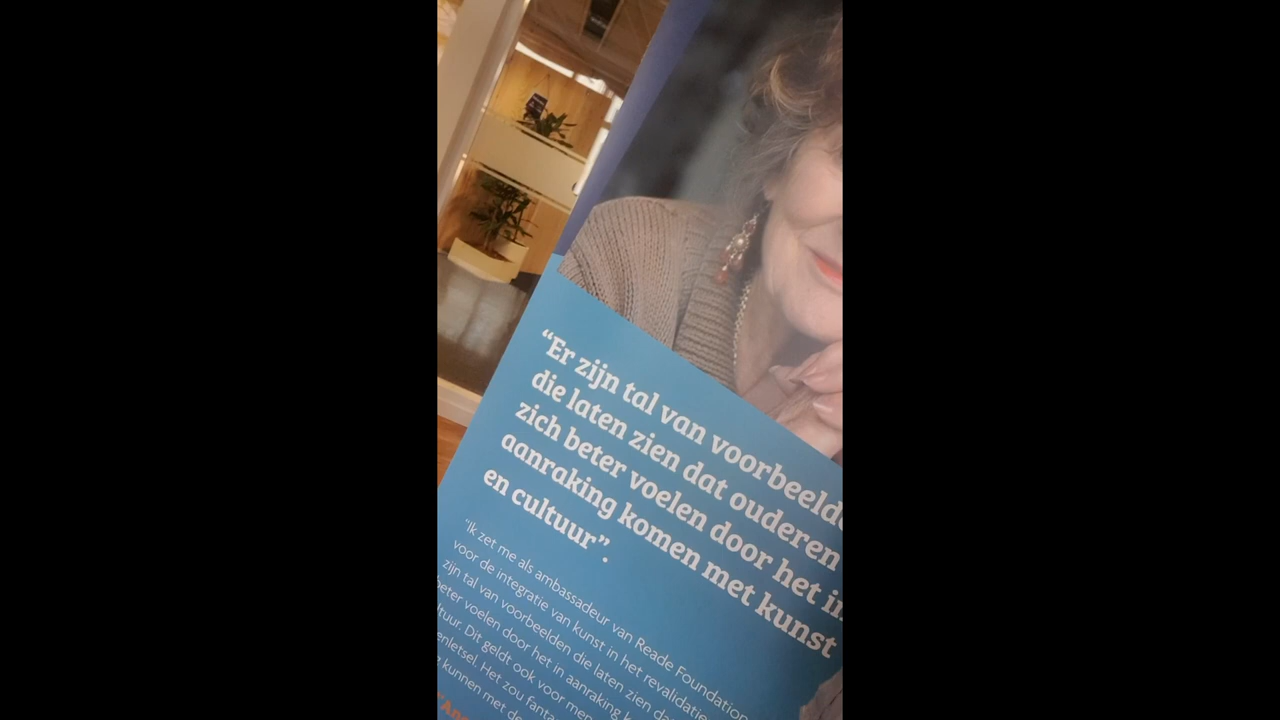 “Er zijn tal van voorbeeld
die laten zien dat ouderen
zich beter voelen door het in
aanraking komen met kunst
en cultuur”.
“Ik zet me als ambassadeur van Reade Foundation
voor de integratie van kunst in het revalidatie
zijn tal van voorbeelden die laten zien dat
beter voelen door het in aanraking k
ltuur. Dit geldt ook voor men
enletsel. Het zou fanta
g kunnen met de